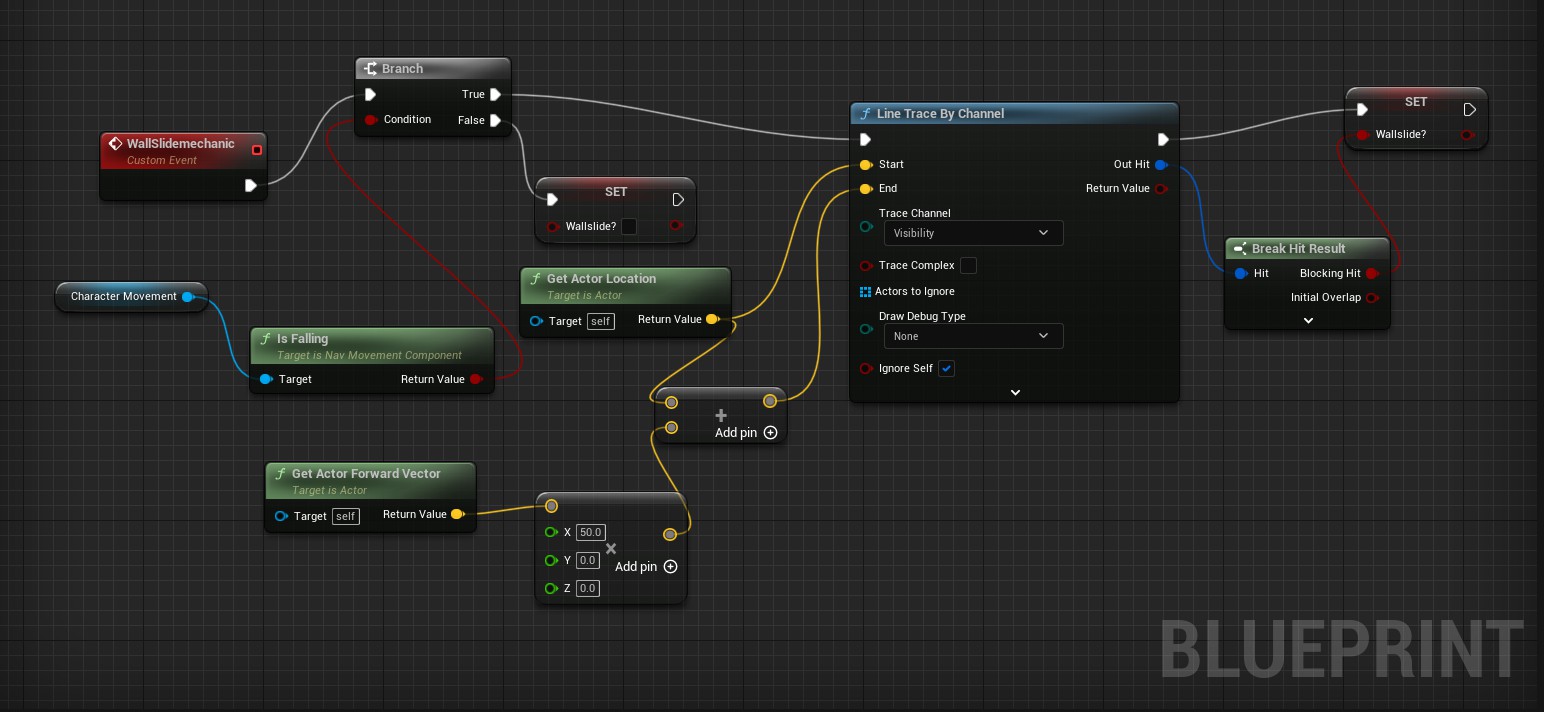 Branch
True
Condition
False
WallSlidemechanic
Custom Event
SET
Wallslide?
Line Trace By Channel
Start
Out Hit
End
Return Value
Trace Channel
Visibility
Trace Complex
Actors to Ignore
Draw Debug Type
None
Ignore Self
SET
Wallslide?
Break Hit Result
Hit
Blocking Hit
Initial Overlap
Character Movement
Get Actor Location
Target is Actor
Target self
Return Value
Is Falling
Target is Nav Movement Component
Target
Return Value
Add pin
Get Actor Forward Vector
Target is Actor
Target self
Return Value
X 50.0
Y 0.0
Add pin
Z 0.0
BLUEPRINT